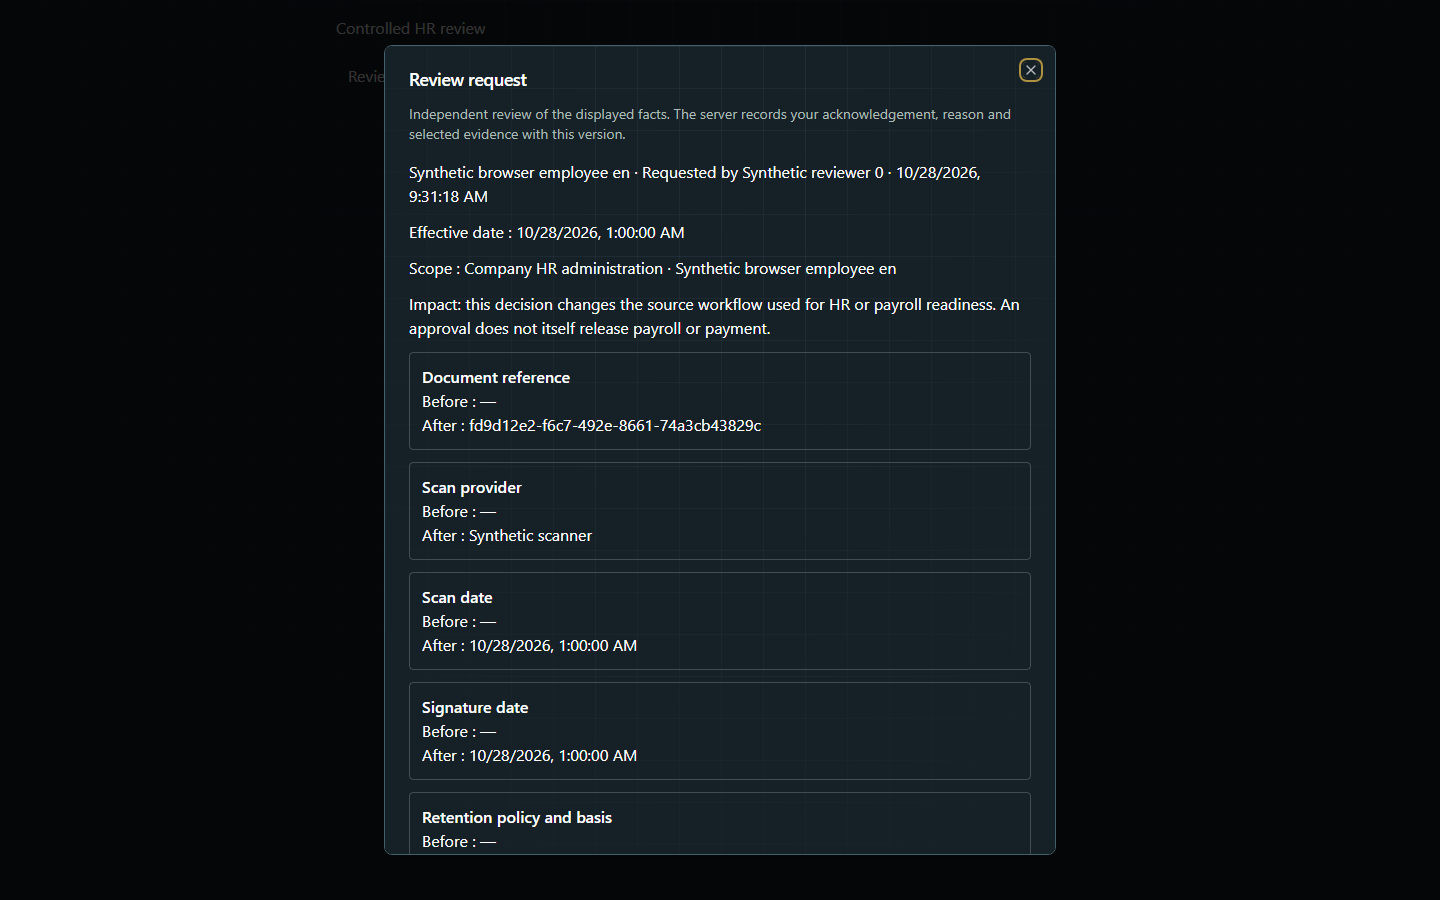 Controlled HR review
Revie
Review request
Independent review of the displayed facts. The server records your acknowledgement, reason and
selected evidence with this version.
Synthetic browser employee en · Requested by Synthetic reviewer 0 · 10/28/2026,
9:31:18 AM
Effective date : 10/28/2026, 1:00:00 AM
Scope : Company HR administration · Synthetic browser employee en
Impact: this decision changes the source workflow used for HR or payroll readiness. An
approval does not itself release payroll or payment.
Document reference
Before : —
After : fd9d12e2-f6c7-492e-8661-74a3cb43829c
Scan provider
Before : —
After : Synthetic scanner
Scan date
Before : —
After : 10/28/2026, 1:00:00 AM
Signature date
Before : —
After : 10/28/2026, 1:00:00 AM
Retention policy and basis
Before : —